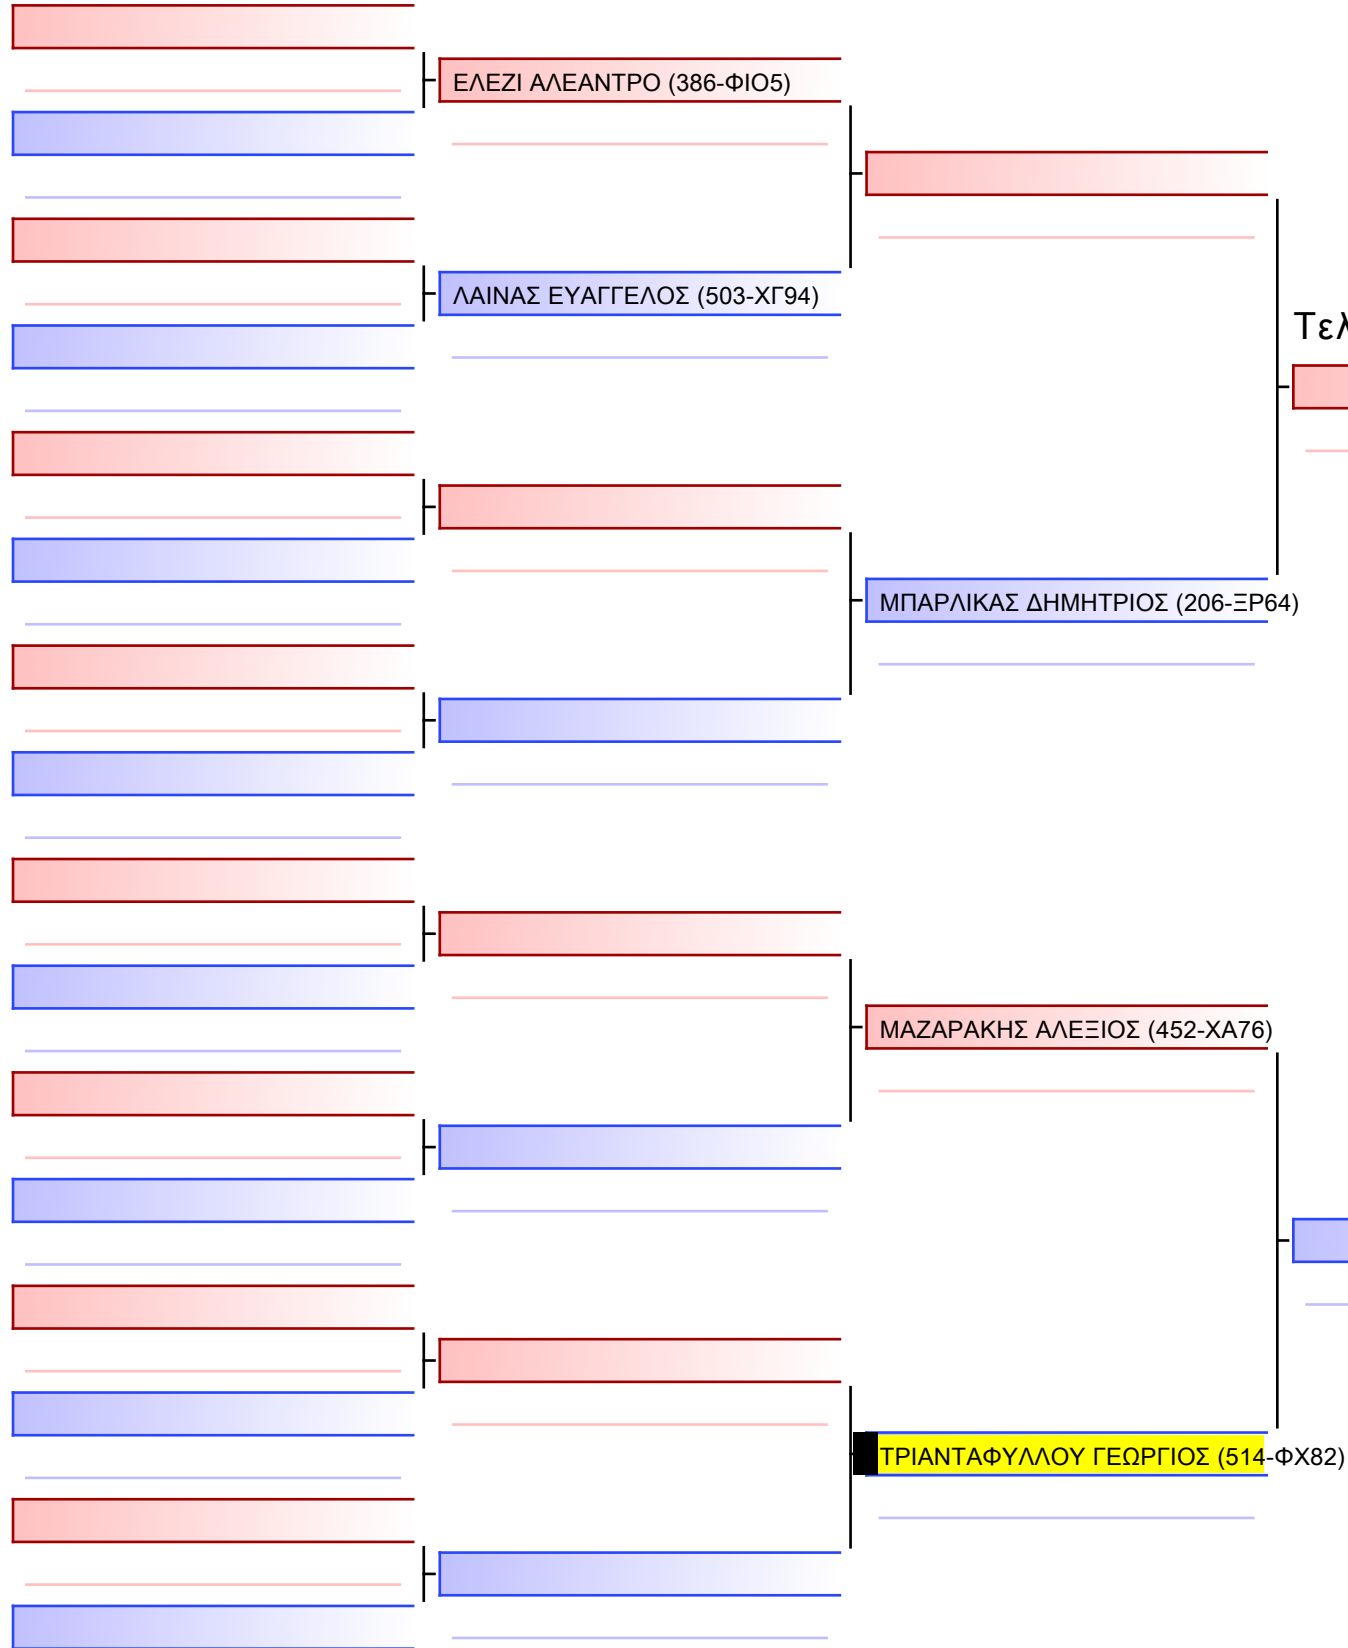 ΕΛΕΖΙ ΑΛΕΑΝΤΡΟ (386-ΦΙΟ5)
ΛΑΙΝΑΣ ΕΥΑΓΓΕΛΟΣ (503-ΧΓ94)
Τελ
ΜΠΑΡΛΙΚΑΣ ΔΗΜΗΤΡΙΟΣ (206-ΞΡ64)
ΜΑΖΑΡΑΚΗΣ ΑΛΕΞΙΟΣ (452-ΧΑ76)
ΤΡΙΑΝΤΑΦΥΛΛΟΥ ΓΕΩΡΓΙΟΣ (514-ΦΧ82)